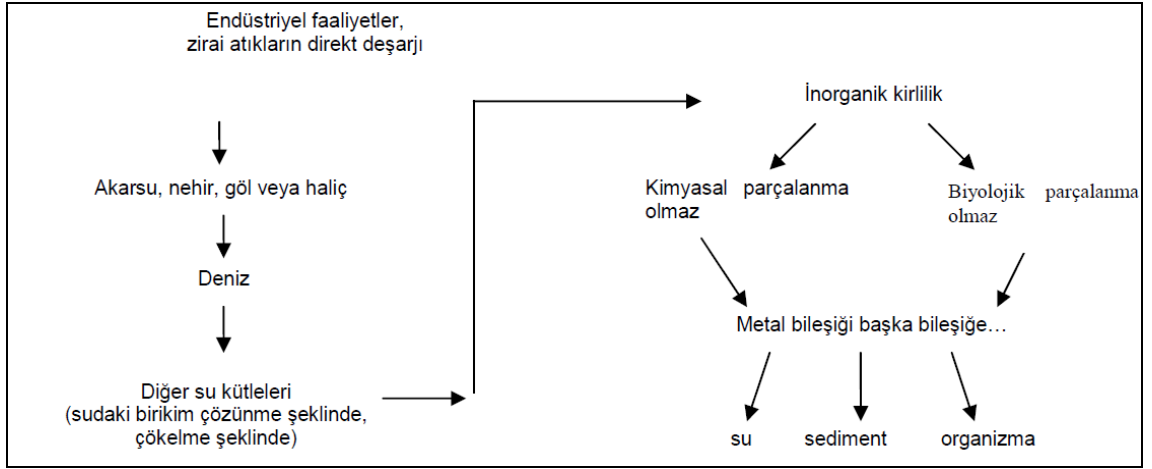 Endüstriyel faaliyetler,
zirai atıkların direkt deşarjı
Akarsu, nehir, göl veya haliç
Deniz
Diğer su kütleleri
(sudaki birikim çözünme şeklinde,
çökelme şeklinde)
İnorganik kirlilik
Kimyasal parçalanma
olmaz
Biyolojik parçalanma
olmaz
Metal bileşiği başka bileşiğe…
su sediment organizma